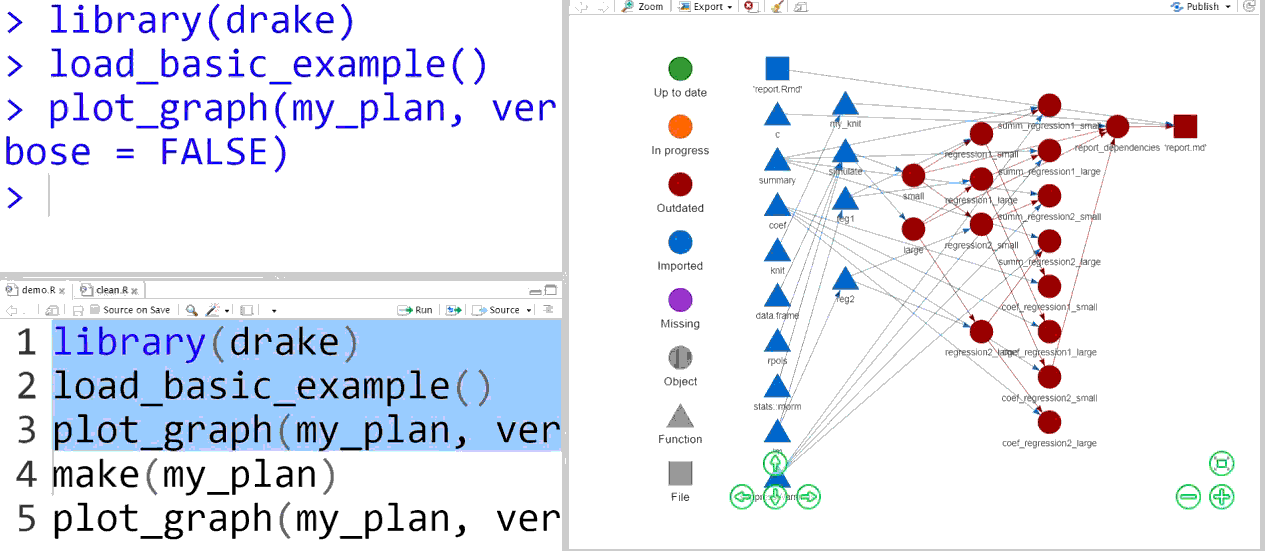 > library(drake)
> load_basic_example()
> plot_graph(my_plan, ver
bose = FALSE)
>
demo.R
clean.R
Source on Save
Run
Source
1 library(drake)
2 load_basic_example()
3 plot_graph(my_plan, ver
4 make(my_plan)
5 plot_graph(my_plan, ver
Zoom
Export
Publish
Up to date
In progress
Outdated
Imported
Missing
Object
Function
File
'report.Rmd'
c
summary
coef
knit
data.frame
rpois
stats::rnorm
my_knit
simulate
reg1
reg2
small
large
regression1_small
regression1_large
regression2_small
regression2_large
summ_regression1_small
summ_regression1_large
summ_regression2_small
summ_regression2_large
coef_regression1_small
coef_regression1_large
coef_regression2_small
coef_regression2_large
report_dependencies
'report.md'